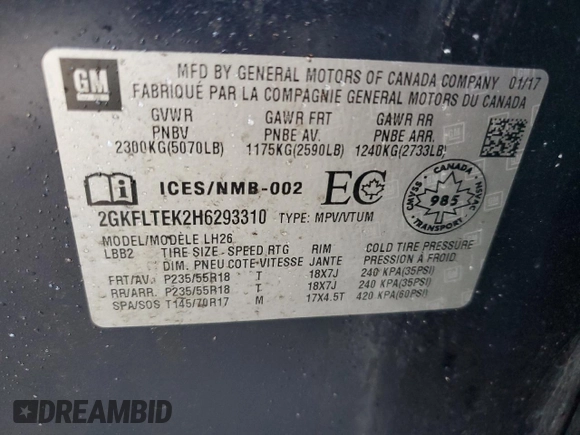 GM
MFD BY GENERAL MOTORS OF CANADA COMPANY 01/17
FABRIQUÉ PAR LA COMPAGNIE GENERAL MOTORS DU CANADA
GVWR GAWR FRT GAWR RR
PNBV PNBE AV. PNBE ARR.
2300KG(5070LB) 1175KG(2590LB) 1240KG(2733LB)
ICES/NMB-002 EC
CANADA
CMVSS 985 NSVAC
TRANSPORT
2GKFLTEK2H6293310 TYPE: MPV/VTUM
MODEL/MODÈLE LH26
LBB2 TIRE SIZE - SPEED RTG RIM COLD TIRE PRESSURE
DIM. PNEU COTE-VITESSE JANTE PRESSION À FROID
FRT/AV. P235/55R18 T 18X7J 240 KPA(35PSI)
RR/ARR. P235/55R18 T 18X7J 240 KPA(35PSI)
SPA/SOS T145/70R17 M 17X4.5T 420 KPA(60PSI)
DREAMBID